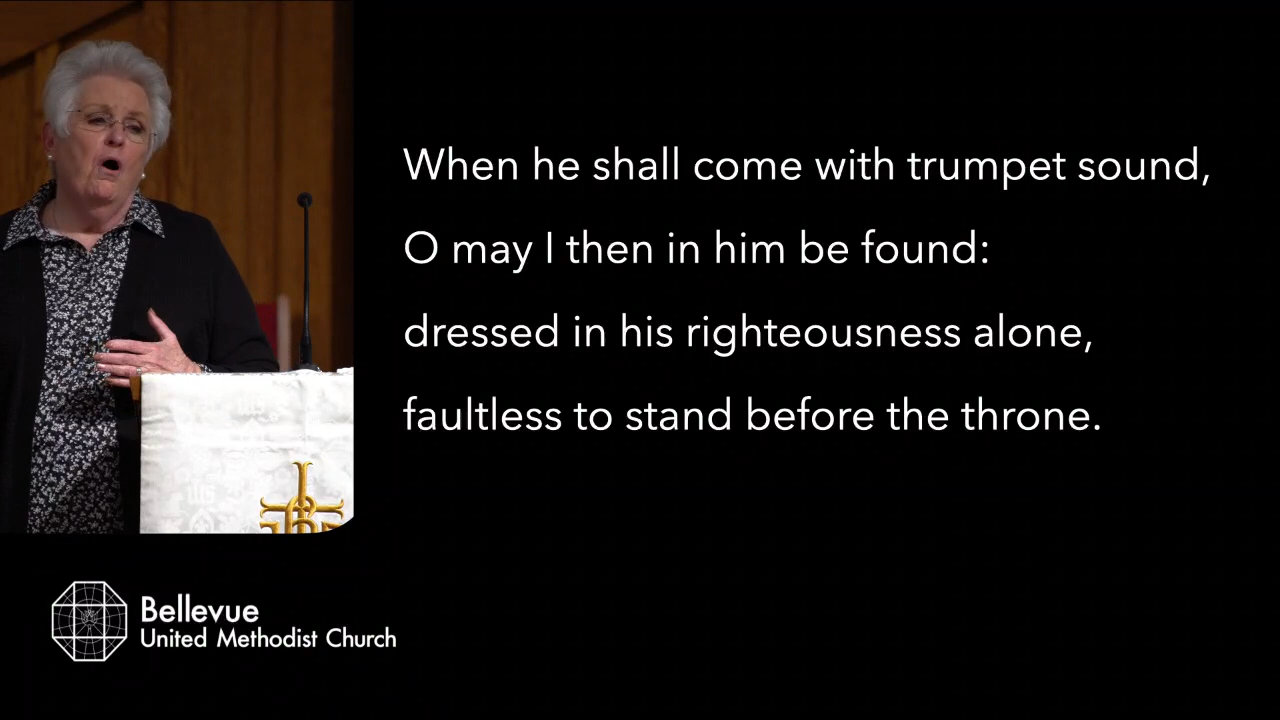 When he shall come with trumpet sound,
O may I then in him be found:
dressed in his righteousness alone,
faultless to stand before the throne.
Bellevue
United Methodist Church